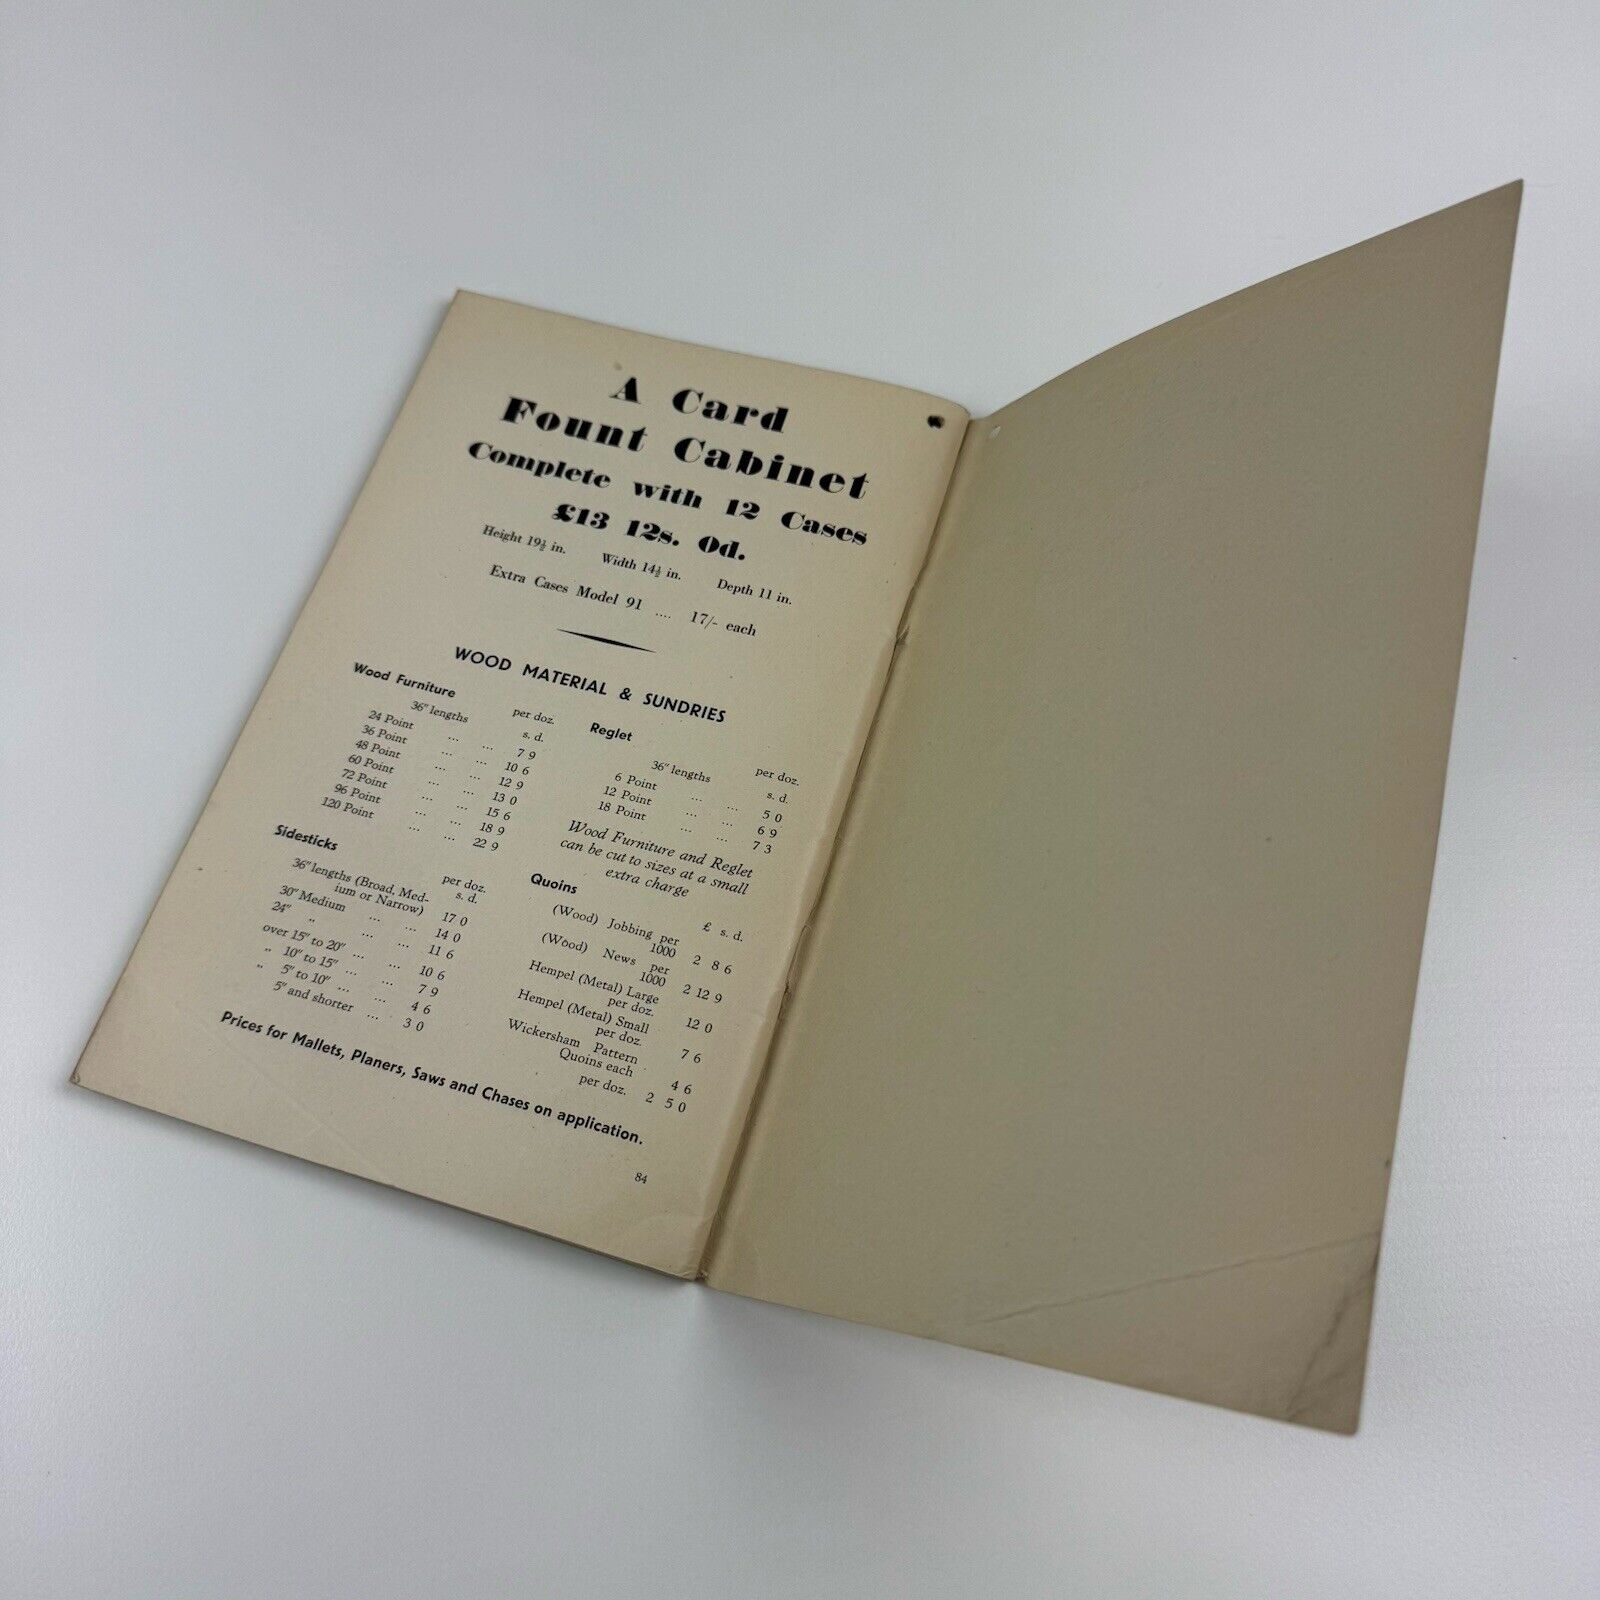 A Card
Fount Cabinet
Complete with 12 Cases
£13 12s. 0d.
Height 19½ in. Width 14½ in. Depth 11 in.
Extra Cases Model 91 .... 17/- each
WOOD MATERIAL & SUNDRIES
Wood Furniture
36" lengths per doz.
s. d.
24 Point ... ... 7 9
36 Point ... ... 10 6
48 Point ... ... 12 9
60 Point ... ... 13 0
72 Point ... ... 15 6
96 Point ... ... 18 9
120 Point ... ... 22 9
Sidesticks
per doz.
36" lengths (Broad, Med- s. d.
ium or Narrow) 17 0
30" Medium ... ... 14 0
24" „ ... ... 11 6
over 15" to 20" ... ... 10 6
„ 10" to 15" ... ... 7 9
„ 5" to 10" ... ... 4 6
5" and shorter ... 3 0
Reglet
36" lengths per doz.
s. d.
6 Point ... ... 5 0
12 Point ... ... 6 9
18 Point ... ... 7 3
Wood Furniture and Reglet
can be cut to sizes at a small
extra charge
Quoins
£ s. d.
(Wood) Jobbing per
1000 2 8 6
(Wood) News per
1000 2 12 9
Hempel (Metal) Large
per doz. 12 0
Hempel (Metal) Small
per doz. 7 6
Wickersham Pattern
Quoins each 4 6
per doz. 2 5 0
Prices for Mallets, Planers, Saws and Chases on application.
84